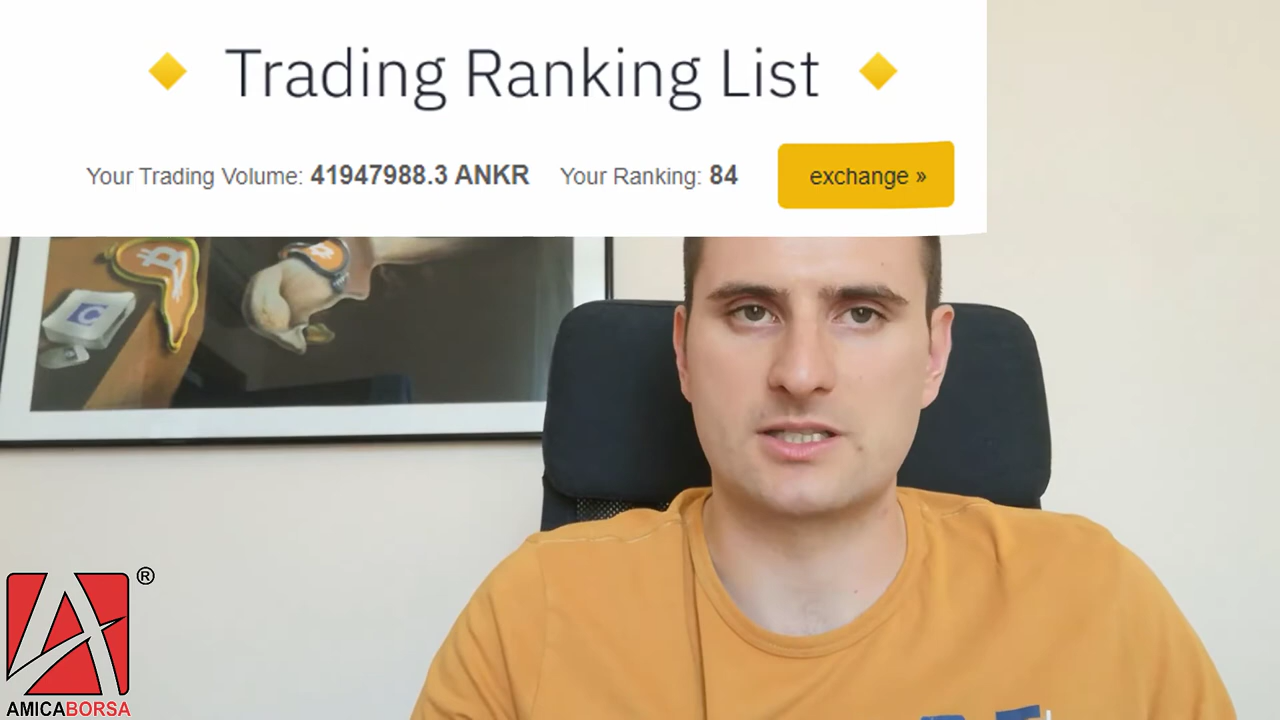 Trading Ranking List
Your Trading Volume: 41947988.3 ANKR Your Ranking: 84 exchange »
®
AMICABORSA